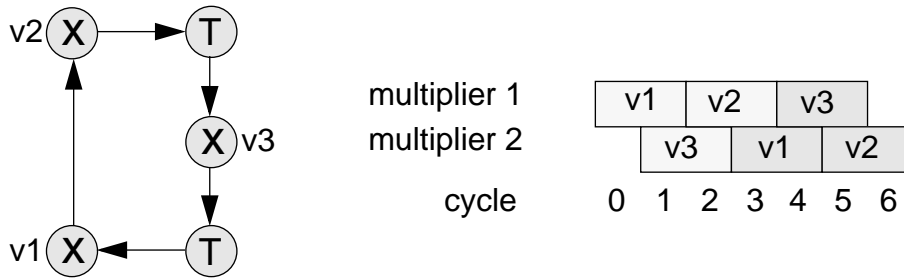 v2 X T
X v3
v1 X T
multiplier 1 v1 v2 v3
multiplier 2 v3 v1 v2
cycle 0 1 2 3 4 5 6